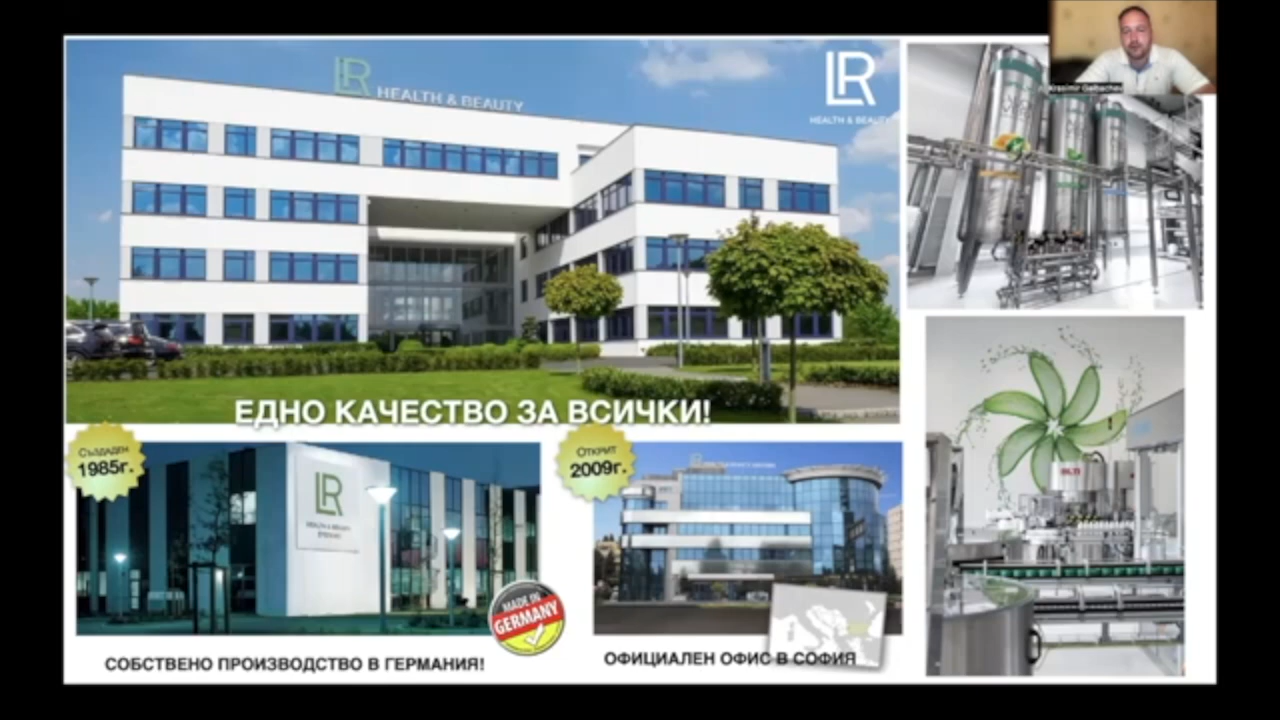 LR
HEALTH & BEAUTY
LR
HEALTH & BEAUTY
ЕДНО КАЧЕСТВО ЗА ВСИЧКИ!
СЪЗДАДЕН
1985г.
LR
HEALTH & BEAUTY
MADE IN
GERMANY
СОБСТВЕНО ПРОИЗВОДСТВО В ГЕРМАНИЯ!
ОТКРИТ
2009г.
ОФИЦИАЛЕН ОФИС В СОФИЯ